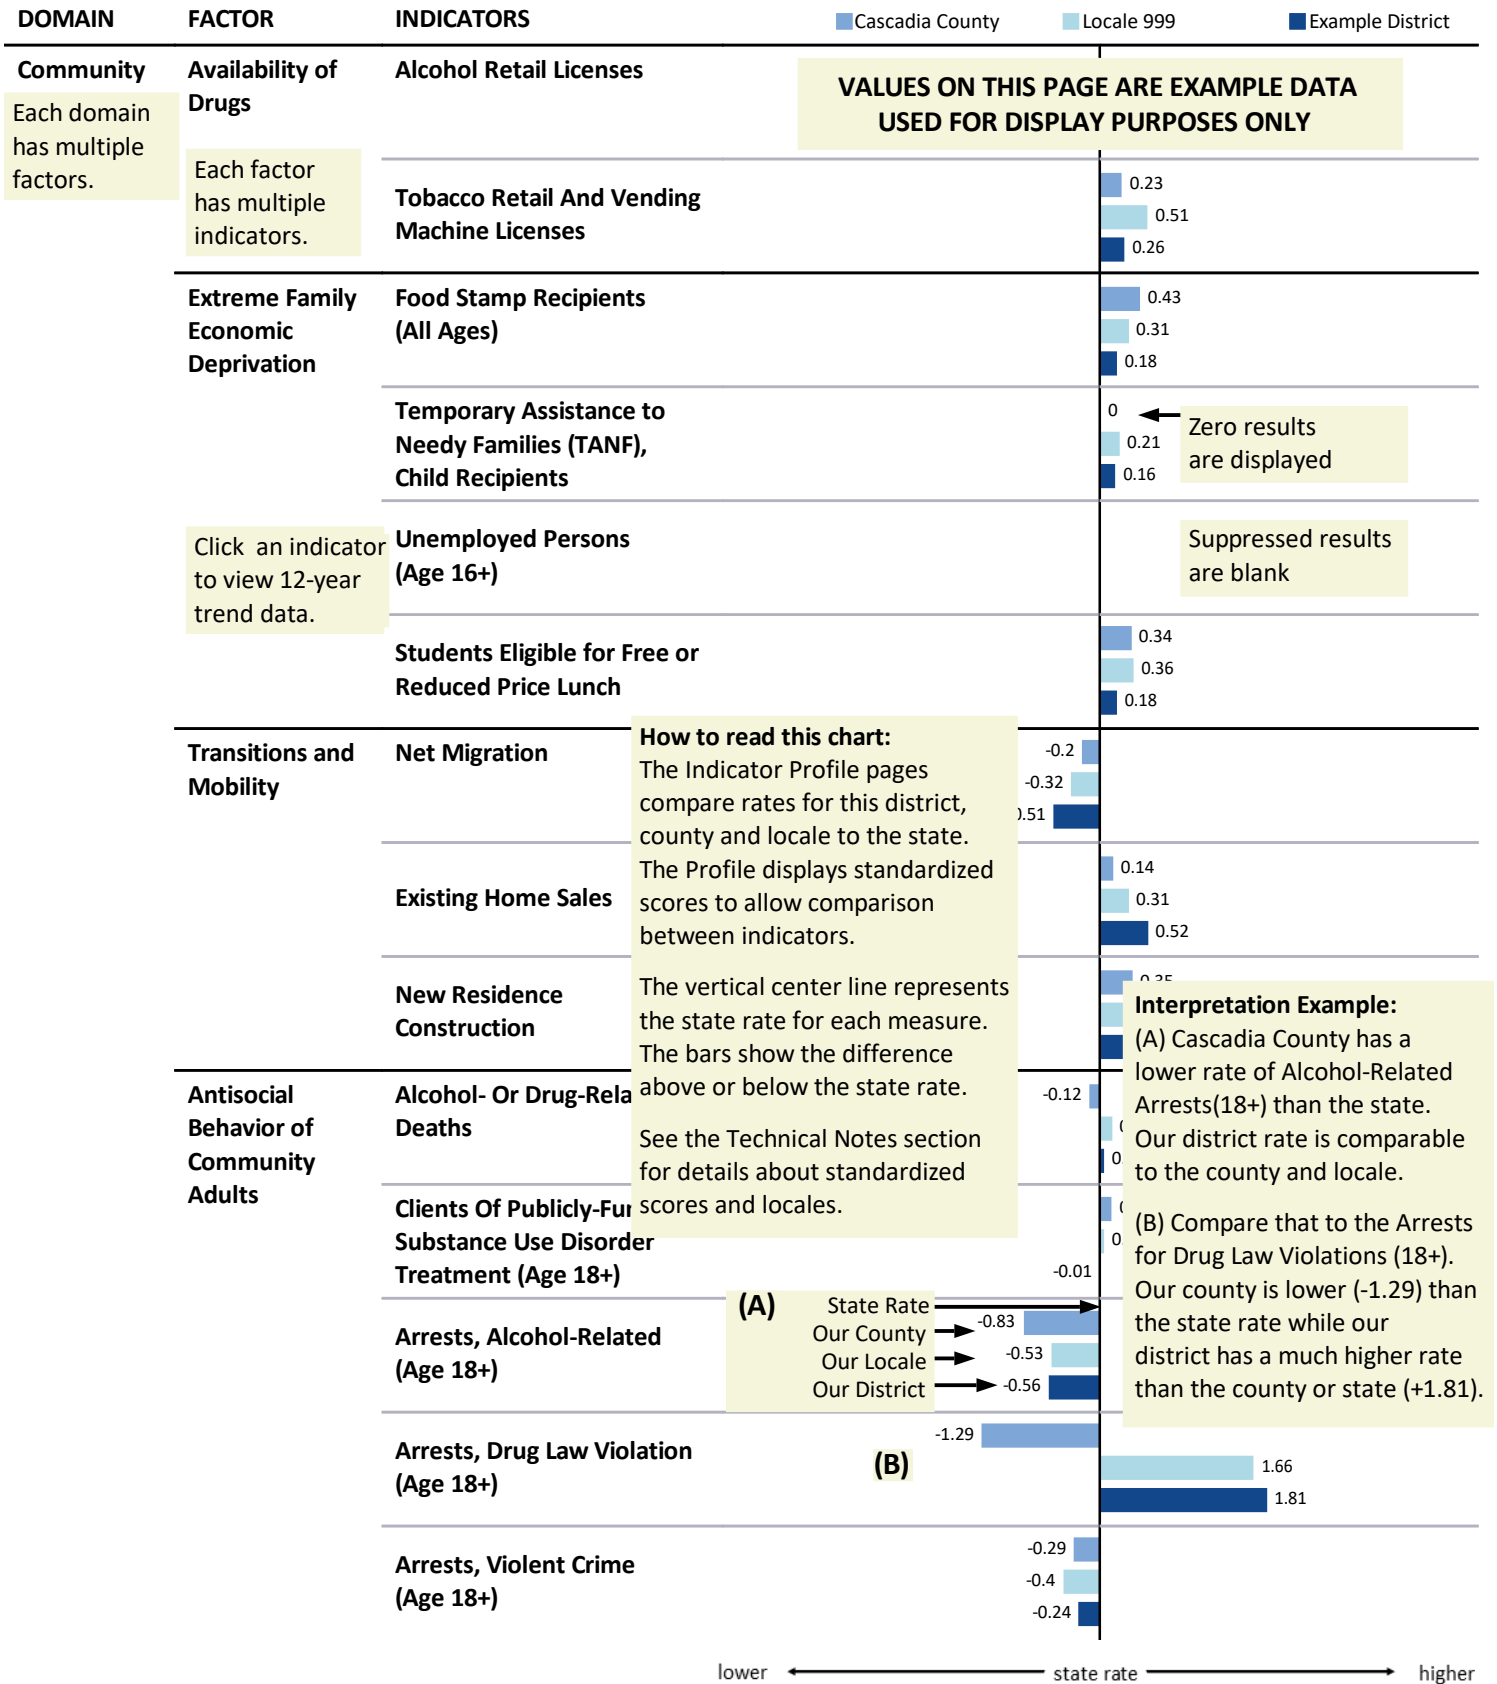 DOMAIN FACTOR INDICATORS Cascadia County Locale 999 Example District
Community Availability of Drugs Alcohol Retail Licenses
Each domain
has multiple
factors.
Each factor
has multiple
indicators.
VALUES ON THIS PAGE ARE EXAMPLE DATA
USED FOR DISPLAY PURPOSES ONLY
Tobacco Retail And Vending
Machine Licenses
0.23
0.51
0.26
Extreme Family
Economic
Deprivation
Food Stamp Recipients
(All Ages)
0.43
0.31
0.18
Temporary Assistance to
Needy Families (TANF),
Child Recipients
0
0.21
0.16
Zero results
are displayed
Click an indicator
to view 12-year
trend data.
Unemployed Persons
(Age 16+)
Suppressed results
are blank
Students Eligible for Free or
Reduced Price Lunch
0.34
0.36
0.18
Transitions and
Mobility
Net Migration
-0.2
-0.32
.51
How to read this chart:
The Indicator Profile pages
compare rates for this district,
county and locale to the state.
The Profile displays standardized
scores to allow comparison
between indicators.
The vertical center line represents
the state rate for each measure.
The bars show the difference
above or below the state rate.
See the Technical Notes section
for details about standardized
scores and locales.
Existing Home Sales
0.14
0.31
0.52
New Residence
Construction
0.35
Interpretation Example:
(A) Cascadia County has a
lower rate of Alcohol-Related
Arrests(18+) than the state.
Our district rate is comparable
to the county and locale.
(B) Compare that to the Arrests
for Drug Law Violations (18+).
Our county is lower (-1.29) than
the state rate while our
district has a much higher rate
than the county or state (+1.81).
Antisocial
Behavior of
Community
Adults
Alcohol- Or Drug-Rela
Deaths
-0.12
0.
Clients Of Publicly-Fu
Substance Use Disorder
Treatment (Age 18+)
0.
-0.01
Arrests, Alcohol-Related
(Age 18+)
(A) State Rate
Our County -0.83
Our Locale -0.53
Our District -0.56
Arrests, Drug Law Violation
(Age 18+)
(B)
-1.29
1.66
1.81
Arrests, Violent Crime
(Age 18+)
-0.29
-0.4
-0.24
lower state rate higher